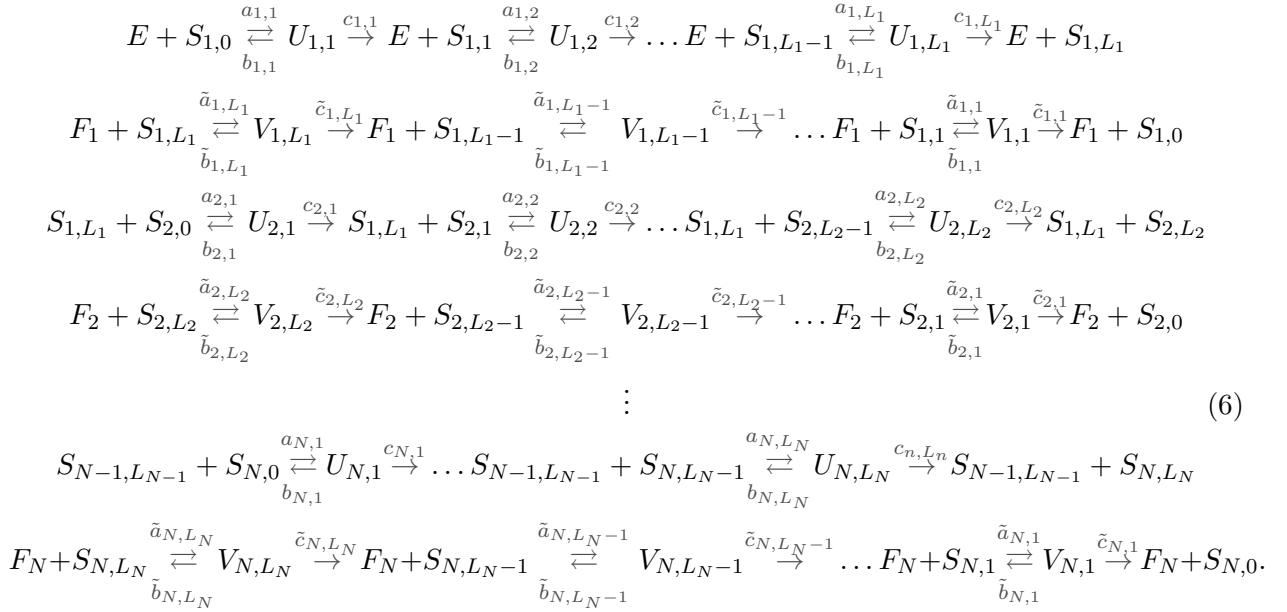 $E + S_{1,0} \underset{b_{1,1}}{\overset{a_{1,1}}{\rightleftarrows}} U_{1,1} \overset{c_{1,1}}{\rightarrow} E + S_{1,1} \underset{b_{1,2}}{\overset{a_{1,2}}{\rightleftarrows}} U_{1,2} \overset{c_{1,2}}{\rightarrow} \dots E + S_{1,L_1-1} \underset{b_{1,L_1}}{\overset{a_{1,L_1}}{\rightleftarrows}} U_{1,L_1} \overset{c_{1,L_1}}{\rightarrow} E + S_{1,L_1}$
$F_1 + S_{1,L_1} \underset{\tilde{b}_{1,L_1}}{\overset{\tilde{a}_{1,L_1}}{\rightleftarrows}} V_{1,L_1} \overset{\tilde{c}_{1,L_1}}{\rightarrow} F_1 + S_{1,L_1-1} \underset{\tilde{b}_{1,L_1-1}}{\overset{\tilde{a}_{1,L_1-1}}{\rightleftarrows}} V_{1,L_1-1} \overset{\tilde{c}_{1,L_1-1}}{\rightarrow} \dots F_1 + S_{1,1} \underset{\tilde{b}_{1,1}}{\overset{\tilde{a}_{1,1}}{\rightleftarrows}} V_{1,1} \overset{\tilde{c}_{1,1}}{\rightarrow} F_1 + S_{1,0}$
$S_{1,L_1} + S_{2,0} \underset{b_{2,1}}{\overset{a_{2,1}}{\rightleftarrows}} U_{2,1} \overset{c_{2,1}}{\rightarrow} S_{1,L_1} + S_{2,1} \underset{b_{2,2}}{\overset{a_{2,2}}{\rightleftarrows}} U_{2,2} \overset{c_{2,2}}{\rightarrow} \dots S_{1,L_1} + S_{2,L_2-1} \underset{b_{2,L_2}}{\overset{a_{2,L_2}}{\rightleftarrows}} U_{2,L_2} \overset{c_{2,L_2}}{\rightarrow} S_{1,L_1} + S_{2,L_2}$
$F_2 + S_{2,L_2} \underset{\tilde{b}_{2,L_2}}{\overset{\tilde{a}_{2,L_2}}{\rightleftarrows}} V_{2,L_2} \overset{\tilde{c}_{2,L_2}}{\rightarrow} F_2 + S_{2,L_2-1} \underset{\tilde{b}_{2,L_2-1}}{\overset{\tilde{a}_{2,L_2-1}}{\rightleftarrows}} V_{2,L_2-1} \overset{\tilde{c}_{2,L_2-1}}{\rightarrow} \dots F_2 + S_{2,1} \underset{\tilde{b}_{2,1}}{\overset{\tilde{a}_{2,1}}{\rightleftarrows}} V_{2,1} \overset{\tilde{c}_{2,1}}{\rightarrow} F_2 + S_{2,0}$
$\vdots$ (6)
$S_{N-1,L_{N-1}} + S_{N,0} \underset{b_{N,1}}{\overset{a_{N,1}}{\rightleftarrows}} U_{N,1} \overset{c_{N,1}}{\rightarrow} \dots S_{N-1,L_{N-1}} + S_{N,L_N-1} \underset{b_{N,L_N}}{\overset{a_{N,L_N}}{\rightleftarrows}} U_{N,L_N} \overset{c_{n,L_n}}{\rightarrow} S_{N-1,L_{N-1}} + S_{N,L_N}$
$F_N + S_{N,L_N} \underset{\tilde{b}_{N,L_N}}{\overset{\tilde{a}_{N,L_N}}{\rightleftarrows}} V_{N,L_N} \overset{\tilde{c}_{N,L_N}}{\rightarrow} F_N + S_{N,L_N-1} \underset{\tilde{b}_{N,L_N-1}}{\overset{\tilde{a}_{N,L_N-1}}{\rightleftarrows}} V_{N,L_N-1} \overset{\tilde{c}_{N,L_N-1}}{\rightarrow} \dots F_N + S_{N,1} \underset{\tilde{b}_{N,1}}{\overset{\tilde{a}_{N,1}}{\rightleftarrows}} V_{N,1} \overset{\tilde{c}_{N,1}}{\rightarrow} F_N + S_{N,0}.$